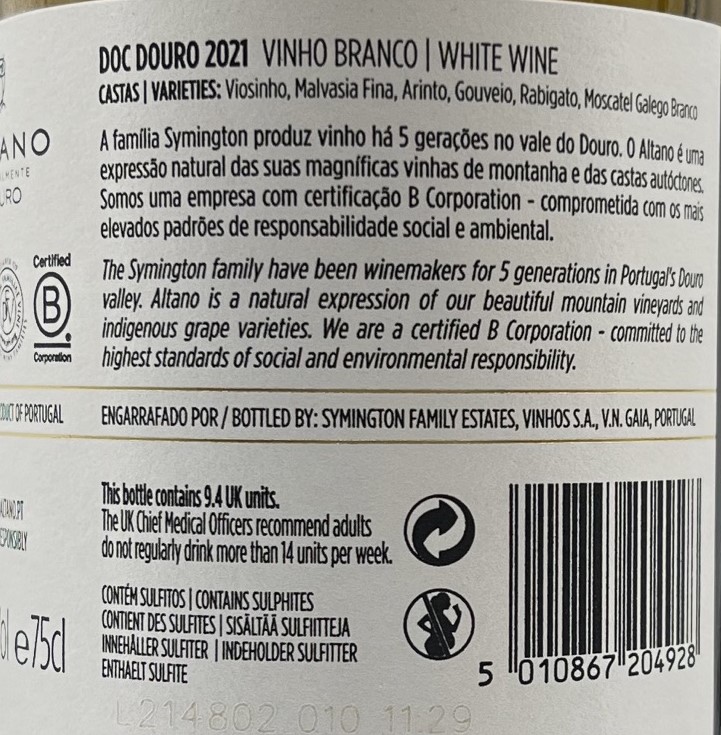 DOC DOURO 2021 VINHO BRANCO | WHITE WINE
CASTAS | VARIETIES: Viosinho, Malvasia Fina, Arinto, Gouveio, Rabigato, Moscatel Galego Branco
ANO
URO
A família Symington produz vinho há 5 gerações no vale do Douro. O Altano é uma
expressão natural das suas magníficas vinhas de montanha e das castas autóctones.
Somos uma empresa com certificação B Corporation - comprometida com os mais
elevados padrões de responsabilidade social e ambiental.
Certified
B
Corporation
The Symington family have been winemakers for 5 generations in Portugal's Douro
valley. Altano is a natural expression of our beautiful mountain vineyards and
indigenous grape varieties. We are a certified B Corporation - committed to the
highest standards of social and environmental responsibility.
OF PORTUGAL
ENGARRAFADO POR / BOTTLED BY: SYMINGTON FAMILY ESTATES, VINHOS S.A., V.N. GAIA, PORTUGAL
This bottle contains 9.4 UK units.
The UK Chief Medical Officers recommend adults
do not regularly drink more than 14 units per week.
CONTÉM SULFITOS | CONTAINS SULPHITES
CONTIENT DES SULFITES | SISÄLTÄÄ SULFIITTEJA
INNEHÅLLER SULFITER | INDEHOLDER SULFITTER
ENTHAELT SULFITE
e75cl
5 010867 204928
L214802 010 11:29